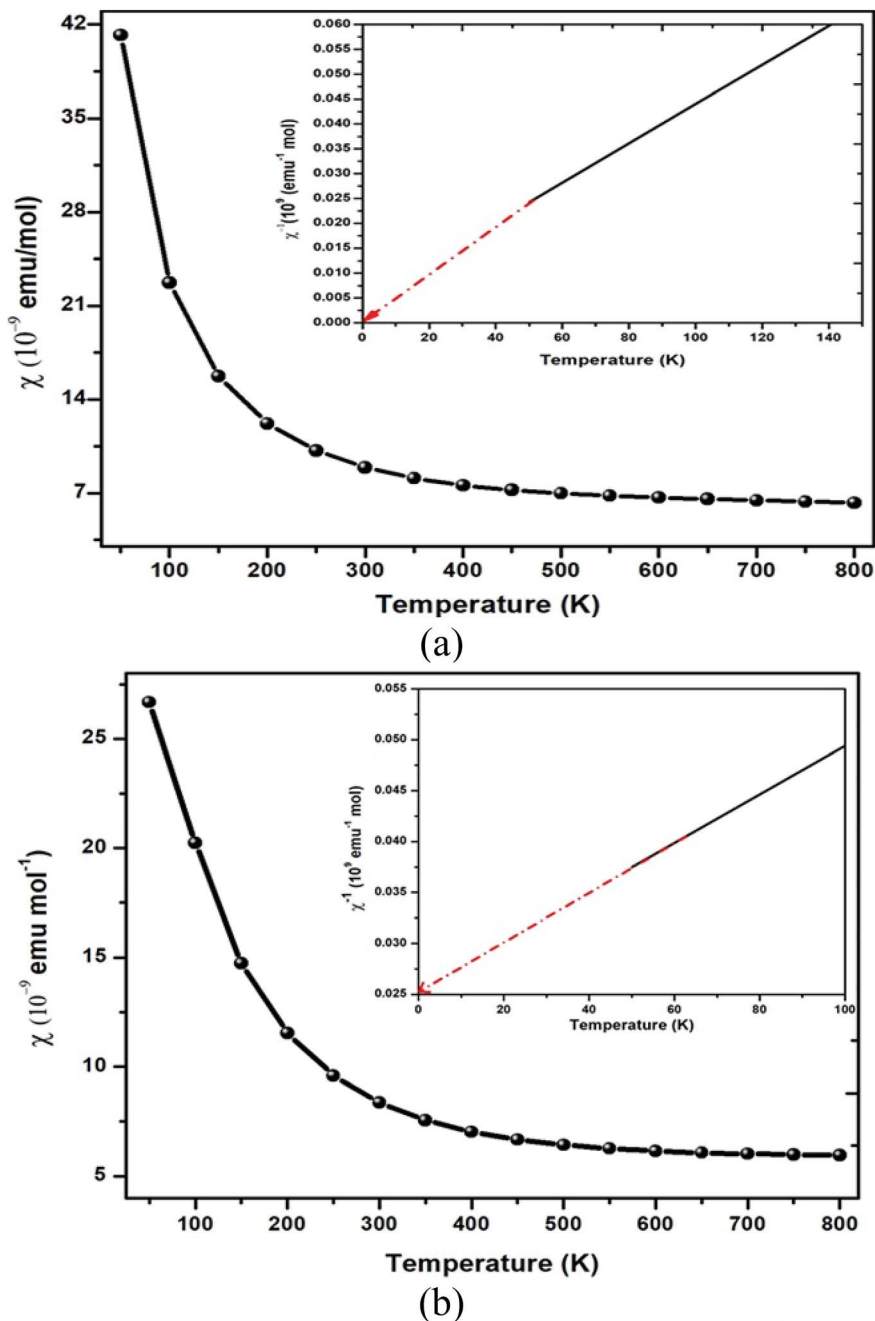 42
35
28
21
14
7
χ (10⁻⁹ emu/mol)
100 200 300 400 500 600 700 800
Temperature (K)
0.060
0.055
0.050
0.045
0.040
0.035
0.030
0.025
0.020
0.015
0.010
0.005
0.000
χ⁻¹(10⁹ (emu⁻¹ mol)
0 20 40 60 80 100 120 140
Temperature (K)
(a)
25
20
15
10
5
χ (10⁻⁹ emu mol⁻¹)
100 200 300 400 500 600 700 800
Temperature (K)
0.055
0.050
0.045
0.040
0.035
0.030
0.025
χ⁻¹ (10⁹ emu⁻¹ mol)
0 20 40 60 80 100
Temperature (K)
(b)